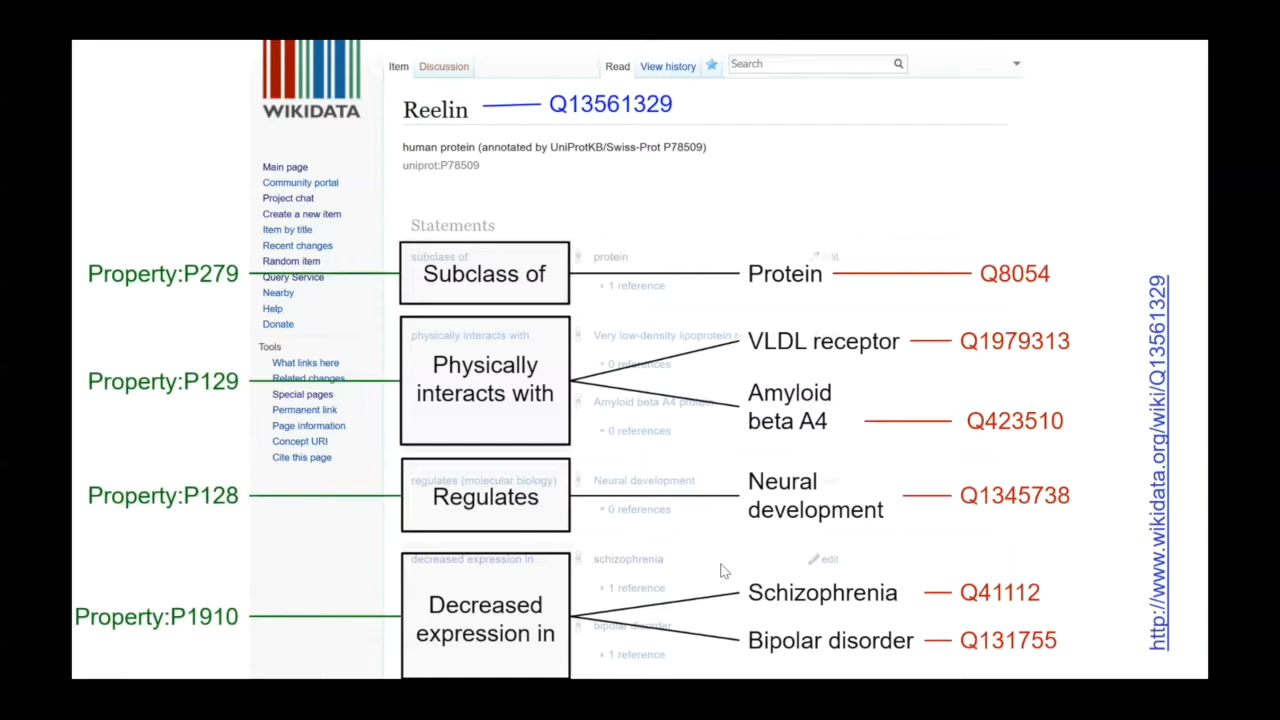 Item Discussion Read View history Search
WIKIDATA
Reelin Q13561329
human protein (annotated by UniProtKB/Swiss-Prot P78509)
uniprot:P78509
Main page
Community portal
Project chat
Create a new item
Item by title
Recent changes
Random item
Query Service
Nearby
Help
Donate
Tools
What links here
Related changes
Special pages
Permanent link
Page information
Concept URI
Cite this page
Statements
subclass of protein edit
1 reference
Property:P279 Subclass of Protein Q8054
physically interacts with Very low-density lipoprotein
0 references
Property:P129 Physically
interacts with
VLDL receptor Q1979313
Amyloid beta A4 protein
0 references
Amyloid
beta A4 Q423510
regulates (molecular biology) Neural development
0 references
Property:P128 Regulates Neural
development Q1345738
decreased expression in schizophrenia edit
1 reference
Property:P1910 Decreased
expression in
Schizophrenia Q41112
bipolar disorder
1 reference
Bipolar disorder Q131755
http://www.wikidata.org/wiki/Q13561329